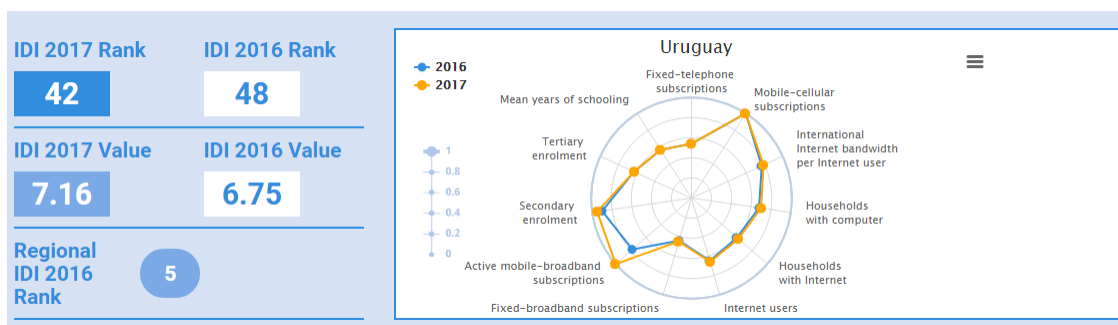 IDI 2017 Rank
IDI 2016 Rank
42
48
IDI 2017 Value
IDI 2016 Value
7.16
6.75
Regional
IDI 2016
Rank
5
Uruguay
2016
2017
1
0.8
0.6
0.4
0.2
0
Fixed-telephone
subscriptions
Mobile-cellular
subscriptions
International
Internet bandwidth
per Internet user
Households
with computer
Households
with Internet
Internet users
Fixed-broadband subscriptions
Active mobile-broadband
subscriptions
Secondary
enrolment
Tertiary
enrolment
Mean years of schooling